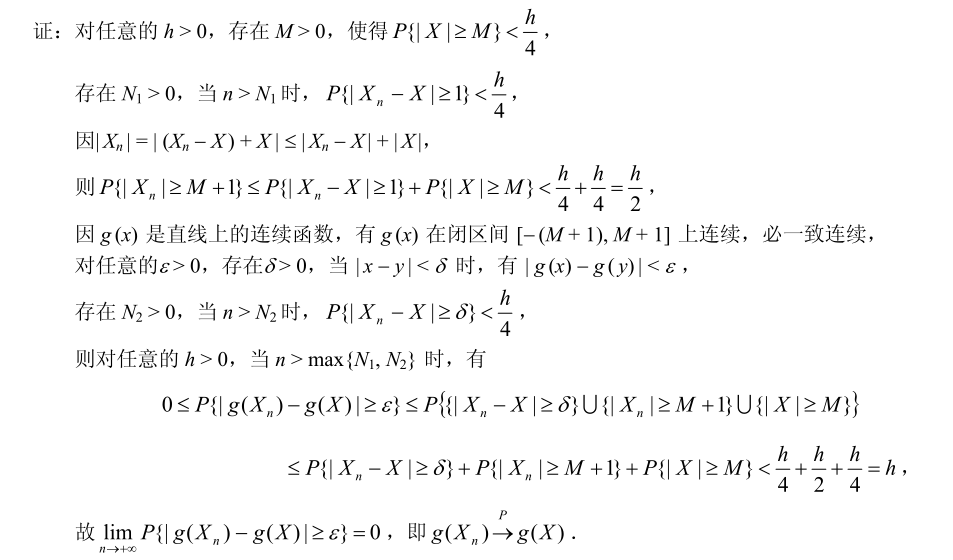 证：对任意的 h > 0，存在 M > 0，使得 P{| X | ≥ M} < h/4，
存在 N₁ > 0，当 n > N₁ 时，P{| Xₙ − X | ≥ 1} < h/4，
因| Xₙ | = | (Xₙ − X ) + X | ≤ | Xₙ − X| + | X|，
则 P{| Xₙ | ≥ M + 1} ≤ P{| Xₙ − X | ≥ 1} + P{| X | ≥ M} < h/4 + h/4 = h/2，
因 g (x) 是直线上的连续函数，有 g (x) 在闭区间 [− (M + 1), M + 1] 上连续，必一致连续，
对任意的ε > 0，存在δ > 0，当 | x − y | < δ 时，有 | g (x) − g ( y) | < ε ，
存在 N₂ > 0，当 n > N₂ 时，P{| Xₙ − X | ≥ δ} < h/4，
则对任意的 h > 0，当 n > max{N₁, N₂} 时，有
0 ≤ P{| g(Xₙ) − g(X) | ≥ ε} ≤ P{{| Xₙ − X | ≥ δ} ∪ {| Xₙ | ≥ M + 1} ∪ {| X | ≥ M}}
≤ P{| Xₙ − X | ≥ δ} + P{| Xₙ | ≥ M + 1} + P{| X | ≥ M} < h/4 + h/2 + h/4 = h，
故 lim_{n→+∞} P{| g(Xₙ) − g(X) | ≥ ε} = 0，即 g(Xₙ) →^P g(X)．